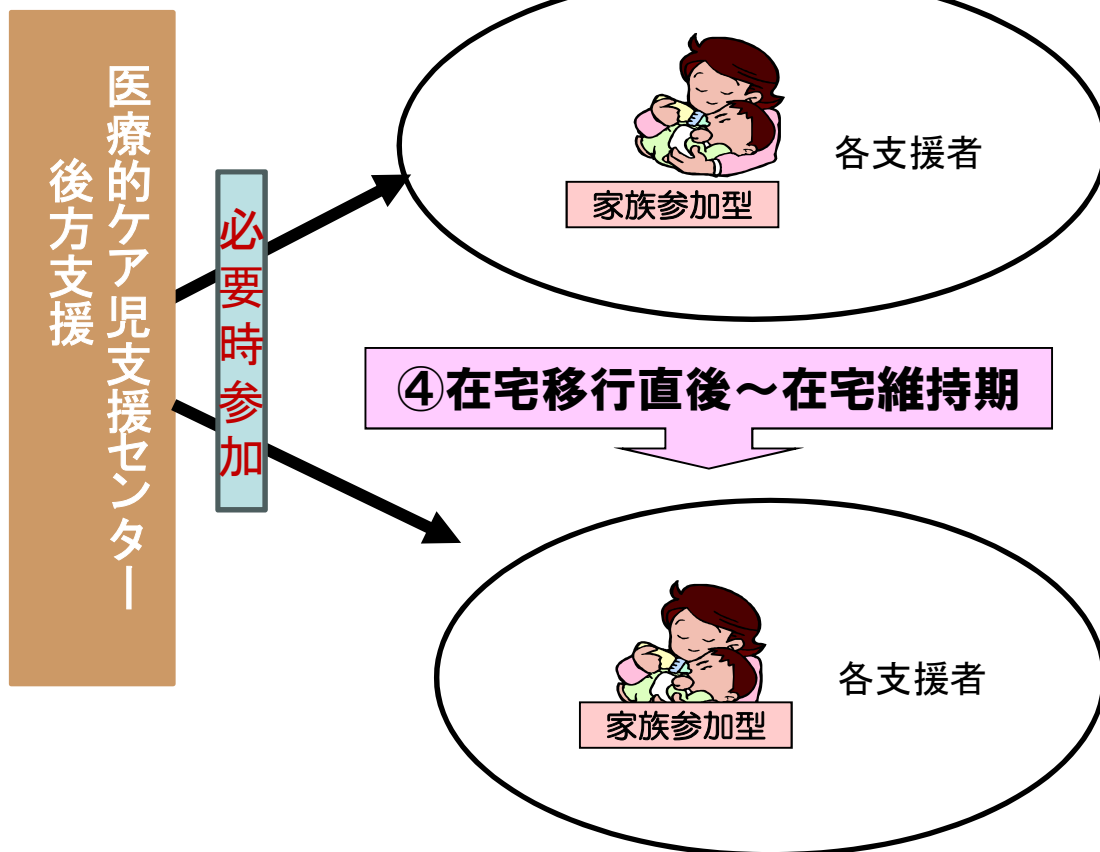 医療的ケア児支援センター
後方支援
必要時参加
各支援者
家族参加型
④在宅移行直後~在宅維持期
各支援者
家族参加型